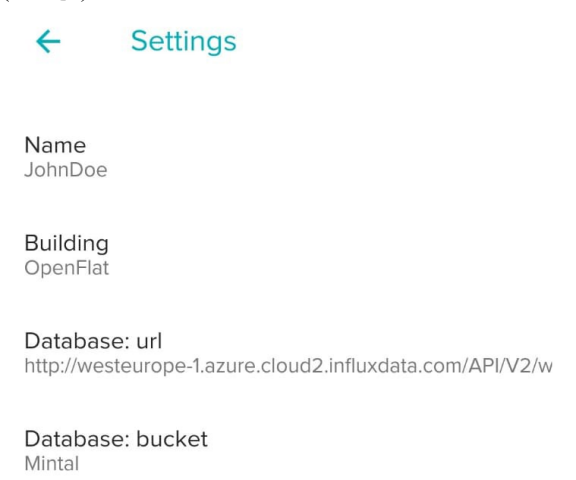 Settings
Name
JohnDoe
Building
OpenFlat
Database: url
http://westeurope-1.azure.cloud2.influxdata.com/API/V2/w
Database: bucket
Mintal